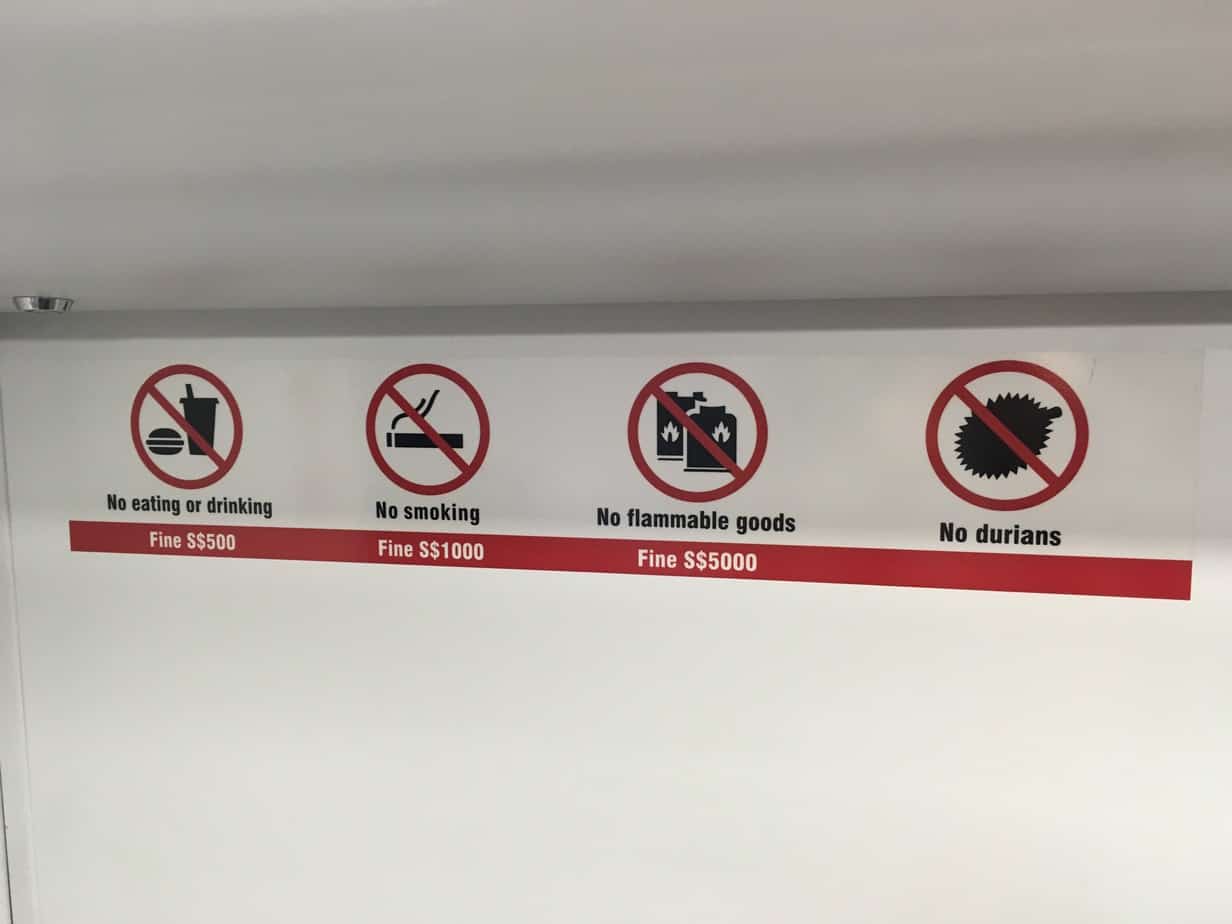 No eating or drinking
Fine S$500
No smoking
Fine S$1000
No flammable goods
Fine S$5000
No durians